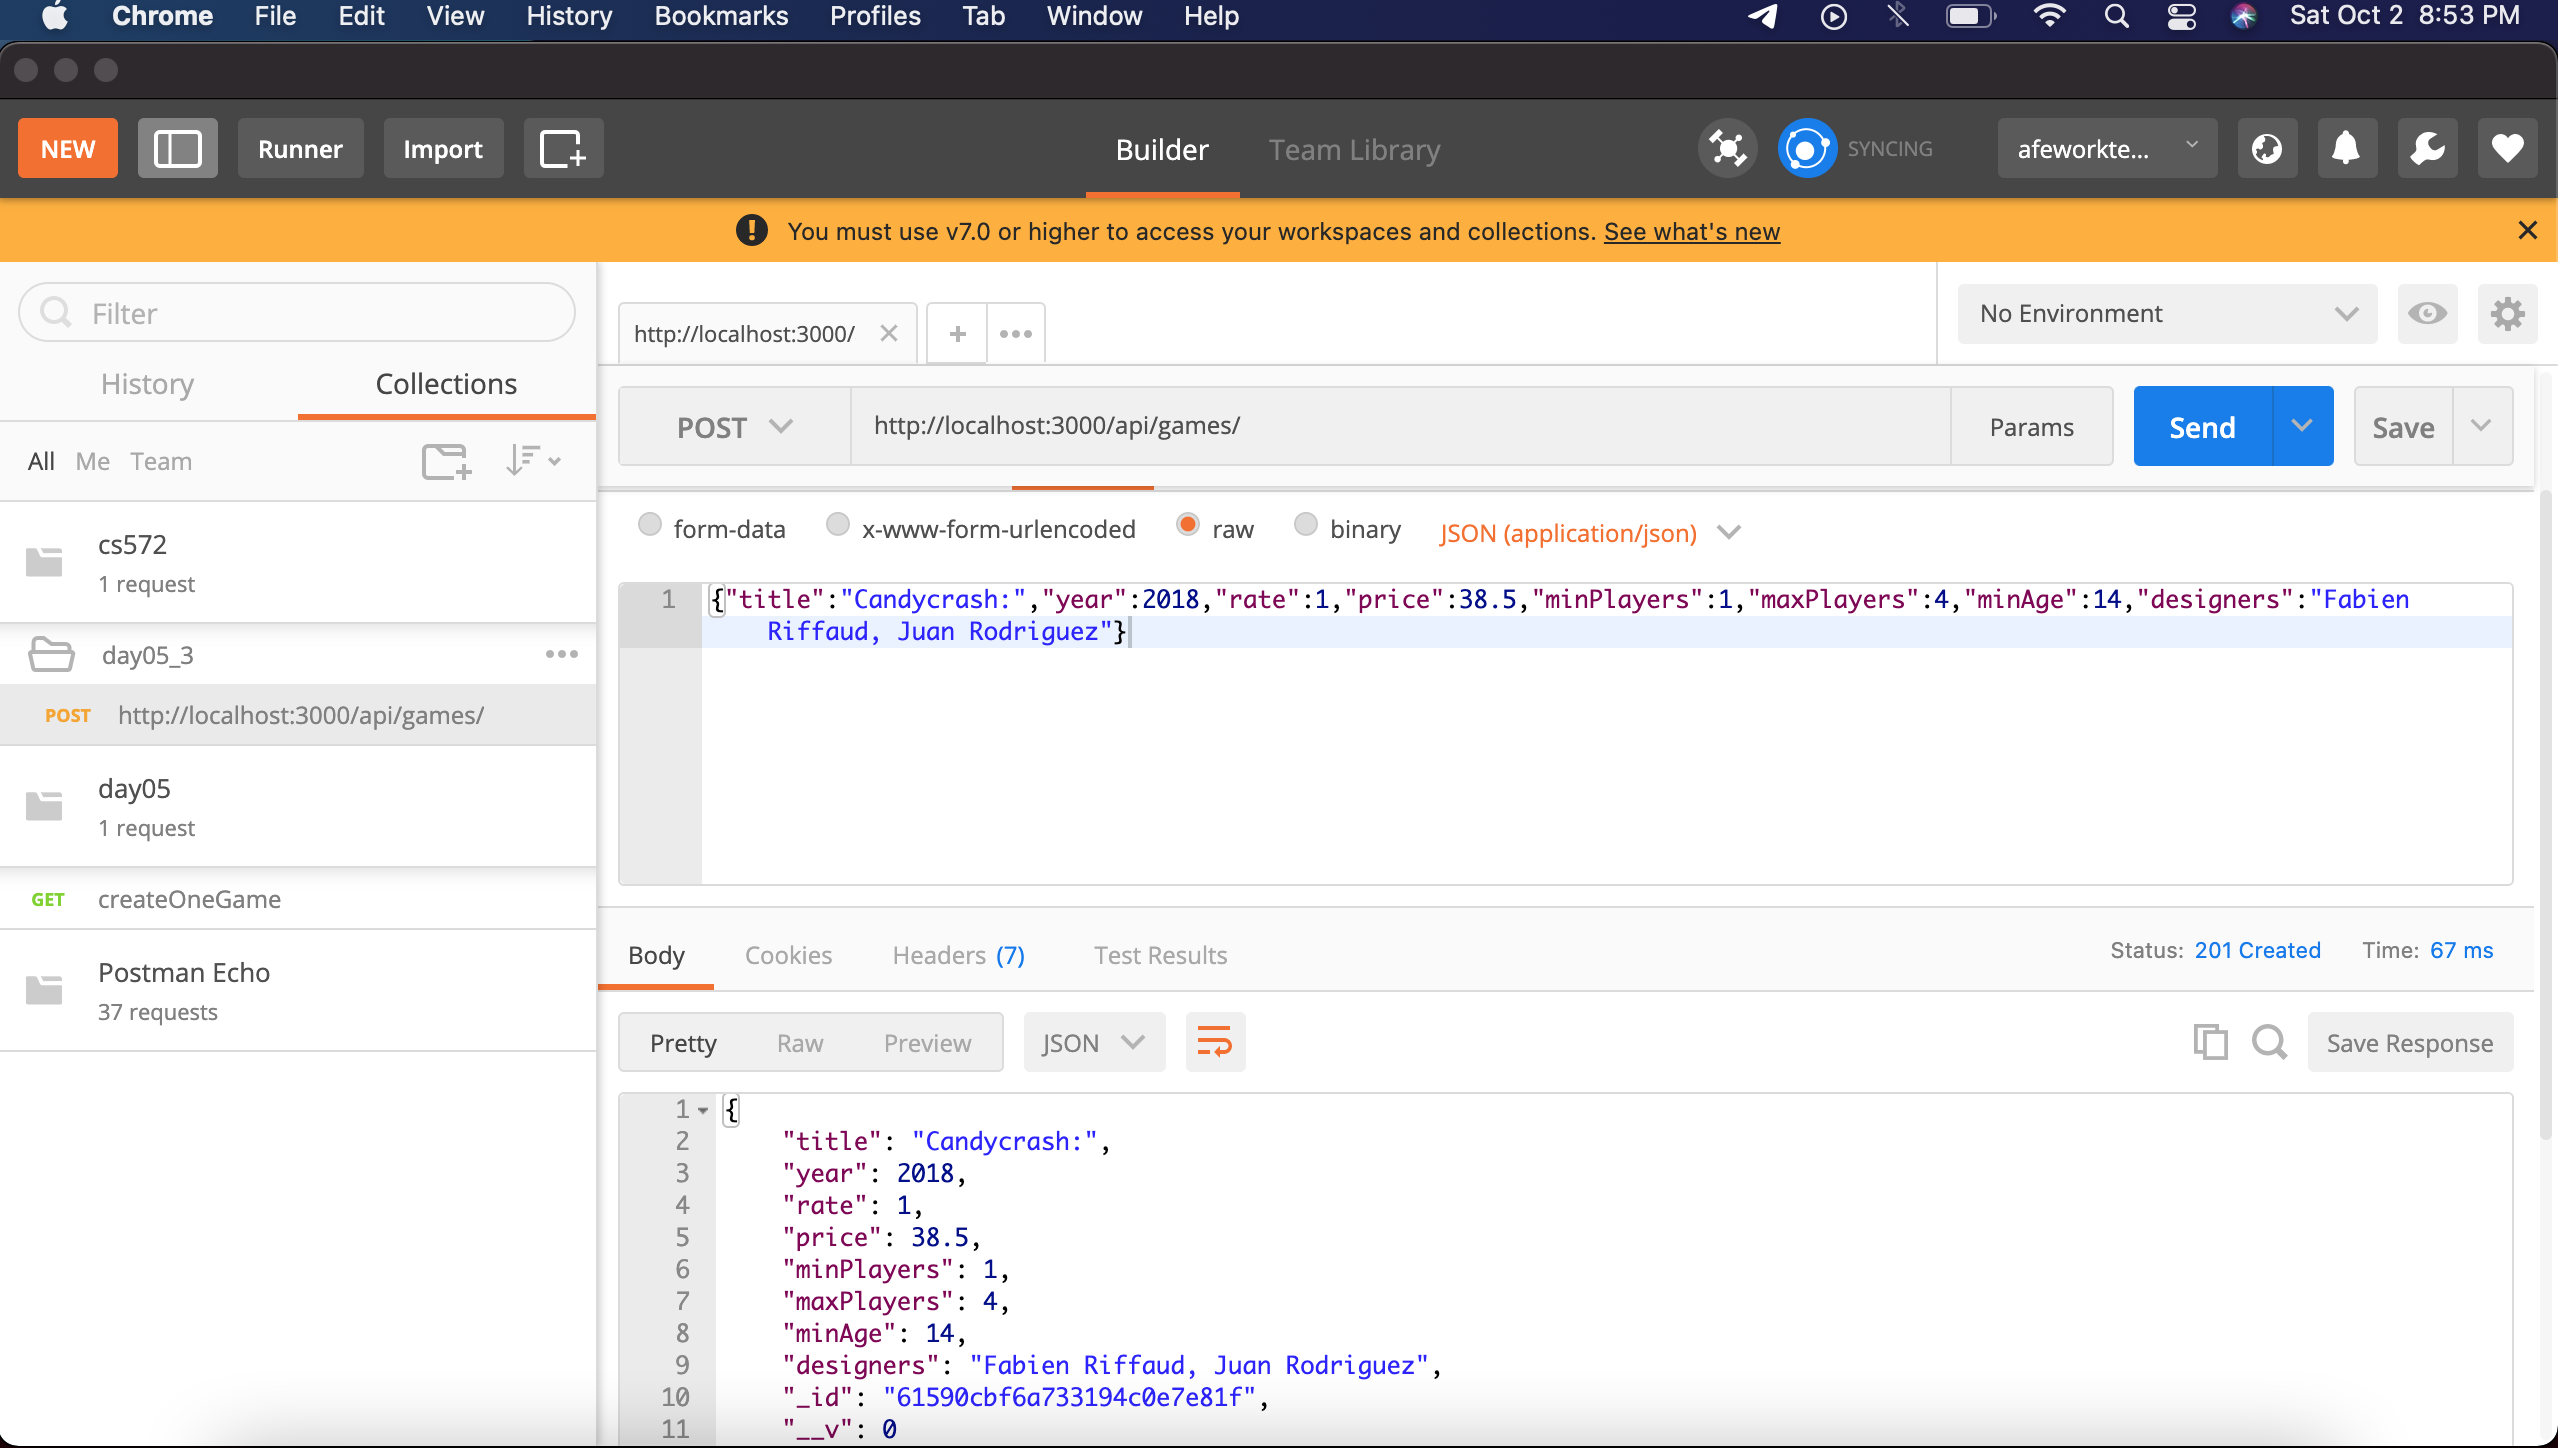 Chrome File Edit View History Bookmarks Profiles Tab Window Help Sat Oct 2 8:53 PM
NEW Runner Import Builder Team Library SYNCING afeworkte...
You must use v7.0 or higher to access your workspaces and collections. See what's new
Filter
History Collections
All Me Team
cs572
1 request
day05_3
POST http://localhost:3000/api/games/
day05
1 request
GET createOneGame
Postman Echo
37 requests
http://localhost:3000/
No Environment
POST http://localhost:3000/api/games/ Params Send Save
form-data x-www-form-urlencoded raw binary JSON (application/json)
1 {"title":"Candycrash:","year":2018,"rate":1,"price":38.5,"minPlayers":1,"maxPlayers":4,"minAge":14,"designers":"Fabien
Riffaud, Juan Rodriguez"}
Body Cookies Headers (7) Test Results Status: 201 Created Time: 67 ms
Pretty Raw Preview JSON Save Response
1 {
2 "title": "Candycrash:",
3 "year": 2018,
4 "rate": 1,
5 "price": 38.5,
6 "minPlayers": 1,
7 "maxPlayers": 4,
8 "minAge": 14,
9 "designers": "Fabien Riffaud, Juan Rodriguez",
10 "_id": "61590cbf6a733194c0e7e81f",
11 "__v": 0